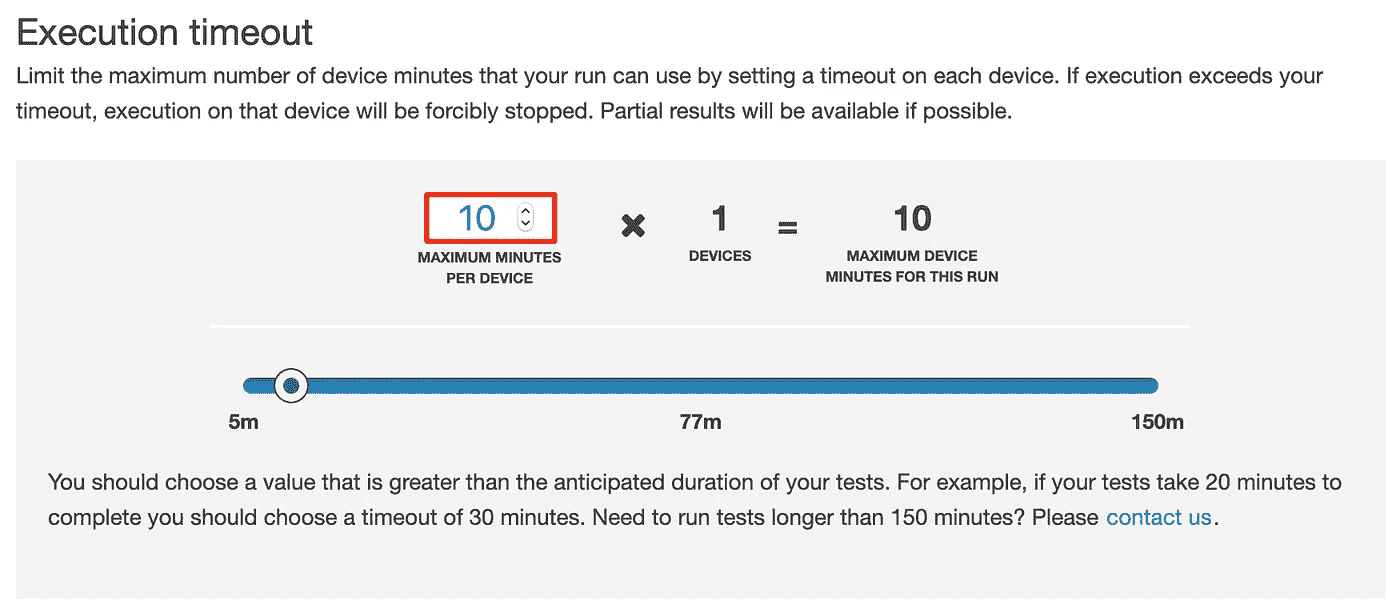 Execution timeout
Limit the maximum number of device minutes that your run can use by setting a timeout on each device. If execution exceeds your
timeout, execution on that device will be forcibly stopped. Partial results will be available if possible.
10 × 1 = 10
MAXIMUM MINUTES
PER DEVICE
DEVICES
MAXIMUM DEVICE
MINUTES FOR THIS RUN
5m 77m 150m
You should choose a value that is greater than the anticipated duration of your tests. For example, if your tests take 20 minutes to
complete you should choose a timeout of 30 minutes. Need to run tests longer than 150 minutes? Please contact us.